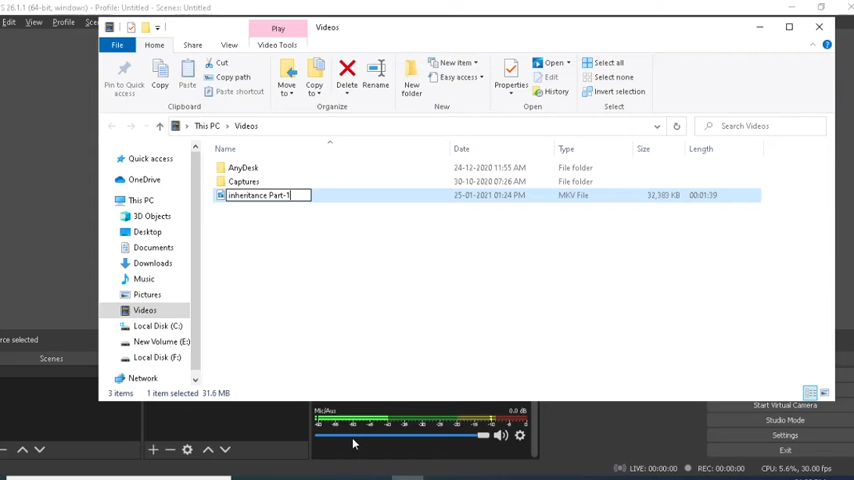 S 26.1.1 (64-bit, windows) - Profile: Untitled - Scenes: Untitled
Edit View Profile Sce
Play Videos
File Home Share View Video Tools
Pin to Quick access
Copy
Paste
Cut
Copy path
Paste shortcut
Clipboard
Move to
Copy to
Delete
Rename
Organize
New folder
New item
Easy access
New
Properties
Open
Edit
History
Open
Select all
Select none
Invert selection
Select
This PC > Videos
Search Videos
Name Date Type Size Length
AnyDesk 24-12-2020 11:55 AM File folder
Captures 30-10-2020 07:26 AM File folder
inheritance Part-1 25-01-2021 01:24 PM MKV File 32,383 KB 00:01:39
Quick access
OneDrive
This PC
3D Objects
Desktop
Documents
Downloads
Music
Pictures
Videos
Local Disk (C:)
New Volume (E:)
Local Disk (F:)
Network
3 items 1 item selected 31.6 MB
rce selected
Scenes
Mic/Aux 0.0 dB
Start Virtual Camera
Studio Mode
Settings
Exit
LIVE: 00:00:00 REC: 00:00:00 CPU: 5.6%, 30.00 fps